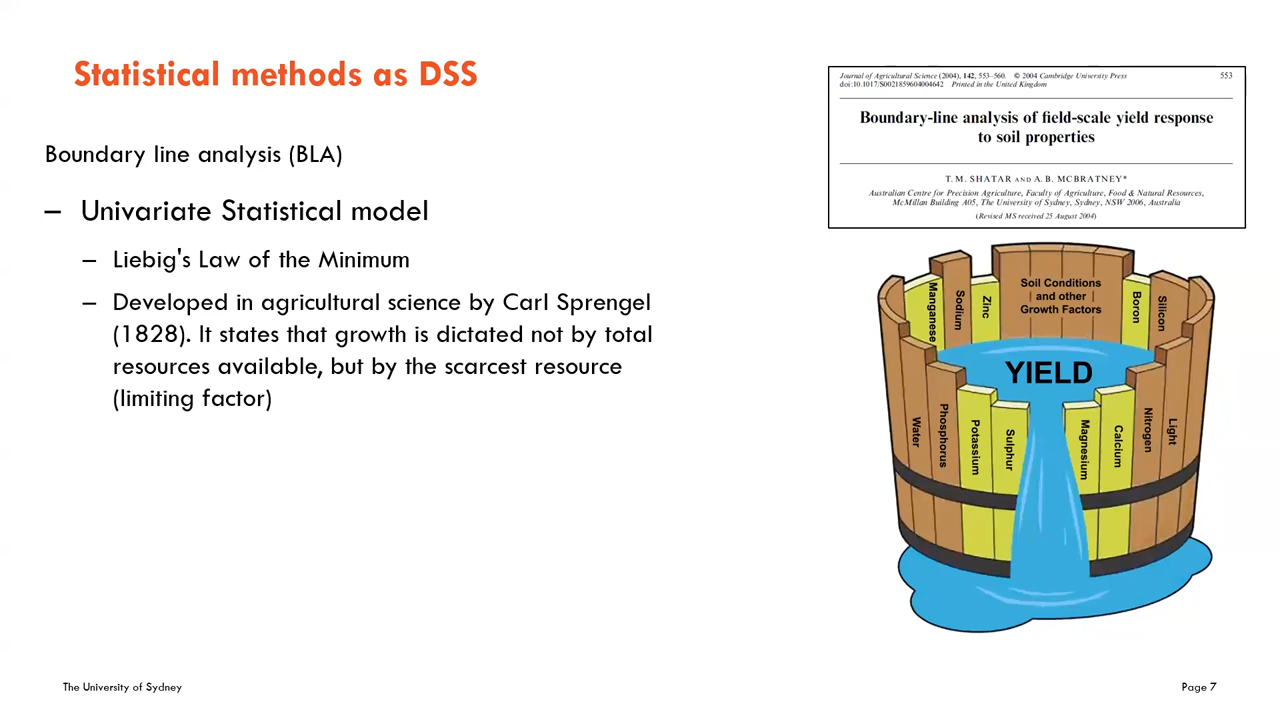 Statistical methods as DSS
Boundary line analysis (BLA)
– Univariate Statistical model
– Liebig's Law of the Minimum
– Developed in agricultural science by Carl Sprengel
(1828). It states that growth is dictated not by total
resources available, but by the scarcest resource
(limiting factor)
Journal of Agricultural Science (2004), 142, 553–560. © 2004 Cambridge University Press 553
doi:10.1017/S0021859604004642 Printed in the United Kingdom
Boundary-line analysis of field-scale yield response
to soil properties
T. M. SHATAR AND A. B. MCBRATNEY*
Australian Centre for Precision Agriculture, Faculty of Agriculture, Food & Natural Resources,
McMillan Building A05, The University of Sydney, Sydney, NSW 2006, Australia
(Revised MS received 25 August 2004)
Manganese
Sodium
Zinc
Soil Conditions
and other
Growth Factors
Boron
Silicon
YIELD
Water
Phosphorus
Potassium
Sulphur
Magnesium
Calcium
Nitrogen
Light
The University of Sydney
Page 7